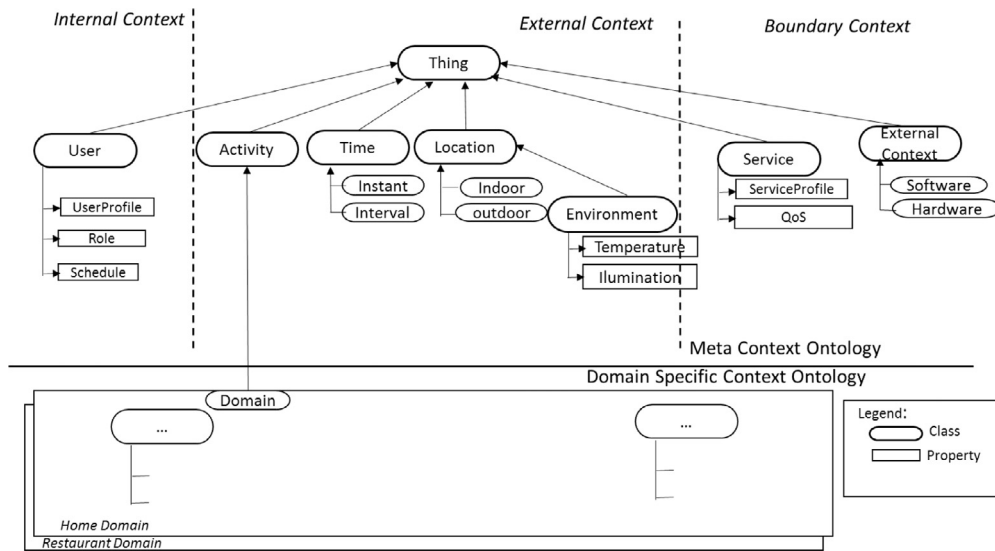 Internal Context
External Context
Boundary Context
Thing
User
Activity
Time
Location
Service
External
Context
Instant
Interval
Indoor
outdoor
Environment
ServiceProfile
QoS
Software
Hardware
UserProfile
Role
Schedule
Temperature
Ilumination
Meta Context Ontology
Domain Specific Context Ontology
Domain
...
...
Legend:
Class
Property
Home Domain
Restaurant Domain